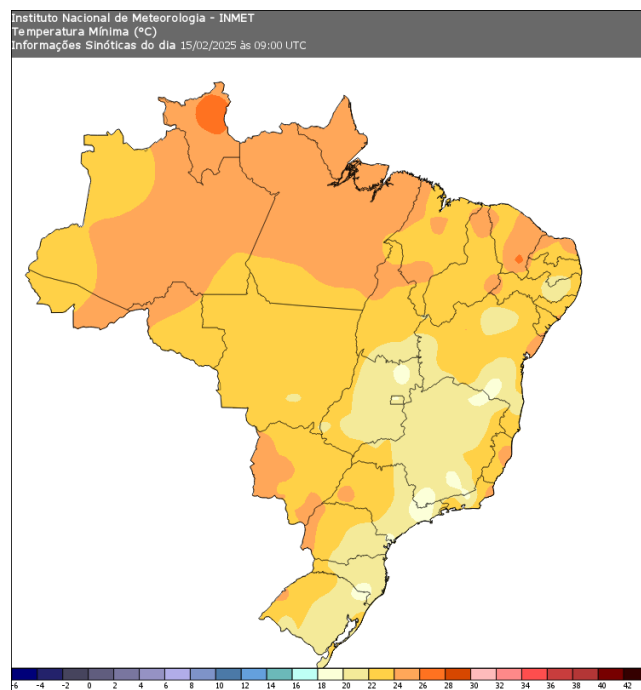 Instituto Nacional de Meteorologia - INMET
Temperatura Mínima (°C)
Informações Sinóticas do dia 15/02/2025 às 09:00 UTC
-6 -4 -2 0 2 4 6 8 10 12 14 16 18 20 22 24 26 28 30 32 34 36 38 40 42